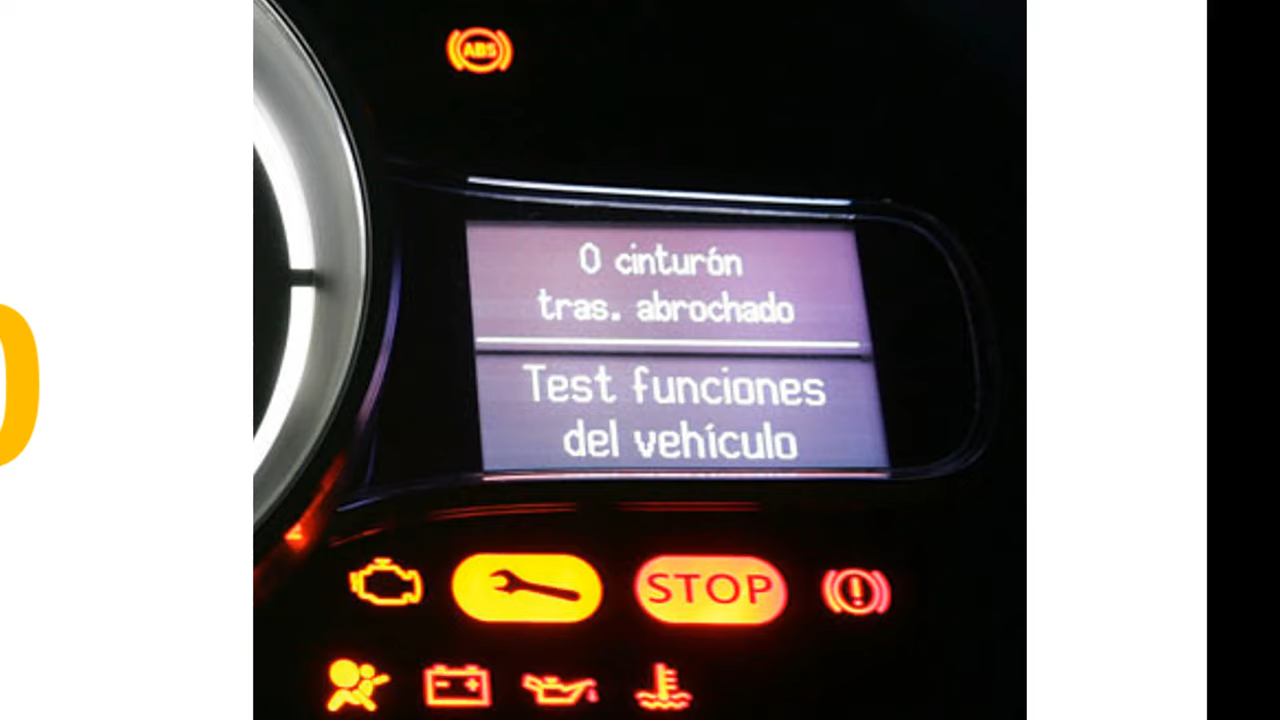 ABS
0 cinturón
tras. abrochado
Test funciones
del vehículo
STOP